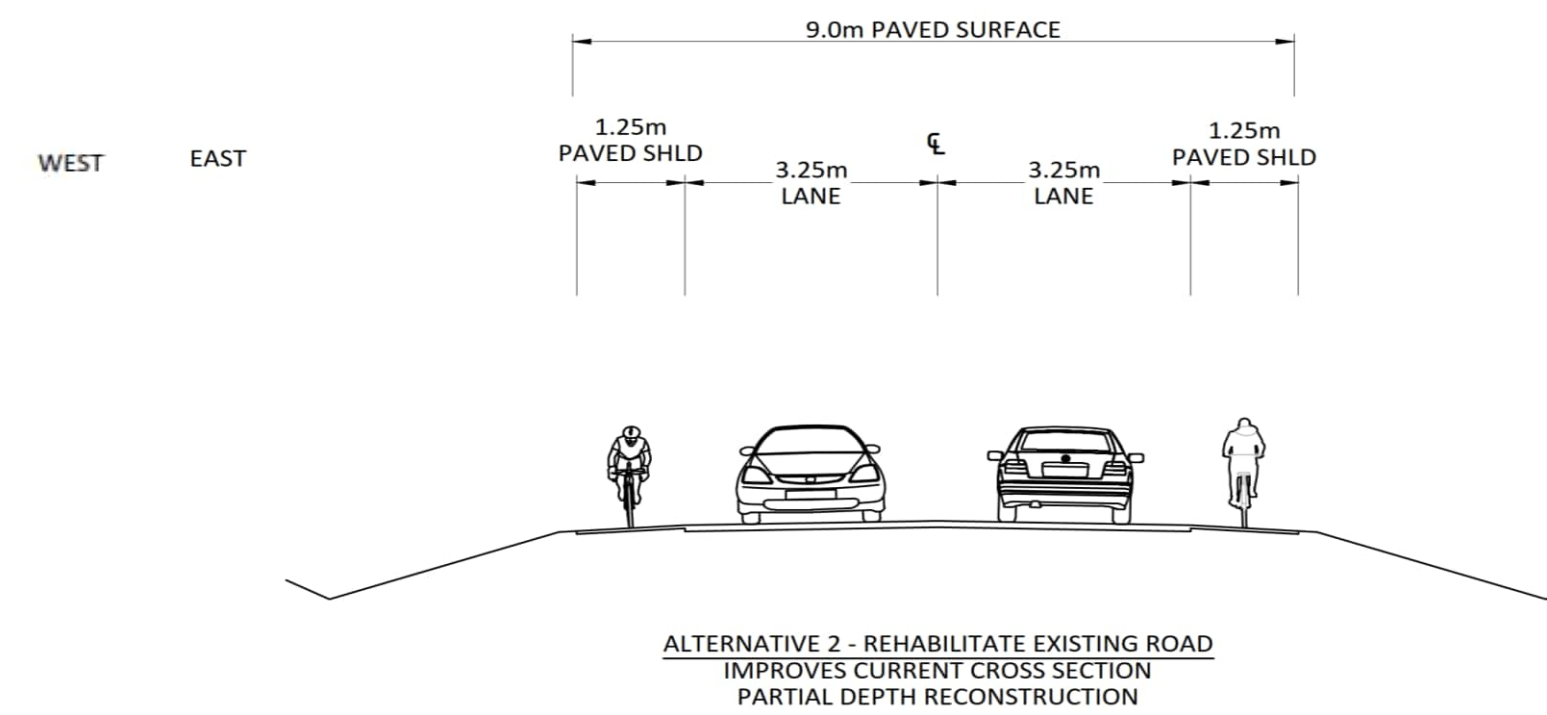 9.0m PAVED SURFACE
1.25m
PAVED SHLD
℄
1.25m
PAVED SHLD
WEST
EAST
3.25m
LANE
3.25m
LANE
ALTERNATIVE 2 - REHABILITATE EXISTING ROAD
IMPROVES CURRENT CROSS SECTION
PARTIAL DEPTH RECONSTRUCTION